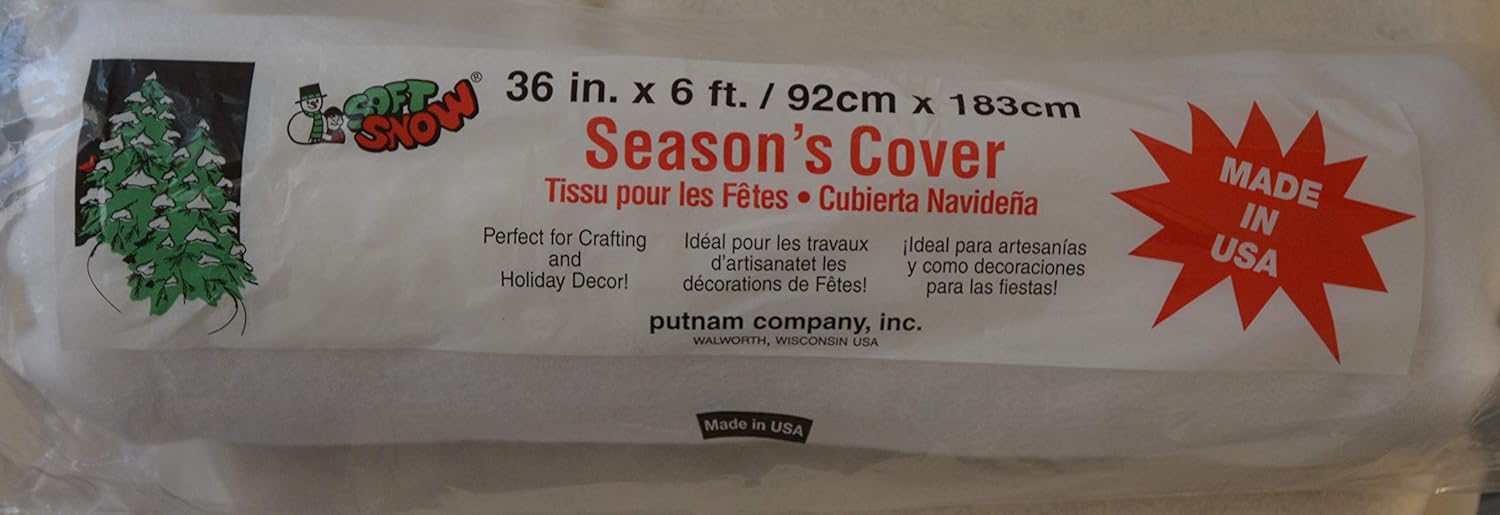 SOFT
SNOW®
36 in. x 6 ft. / 92cm x 183cm
Season's Cover
Tissu pour les Fêtes • Cubierta Navideña
Perfect for Crafting
and
Holiday Decor!
Idéal pour les travaux
d'artisanatet les
décorations de Fêtes!
¡Ideal para artesanías
y como decoraciones
para las fiestas!
putnam company, inc.
WALWORTH, WISCONSIN USA
MADE
IN
USA
Made in USA